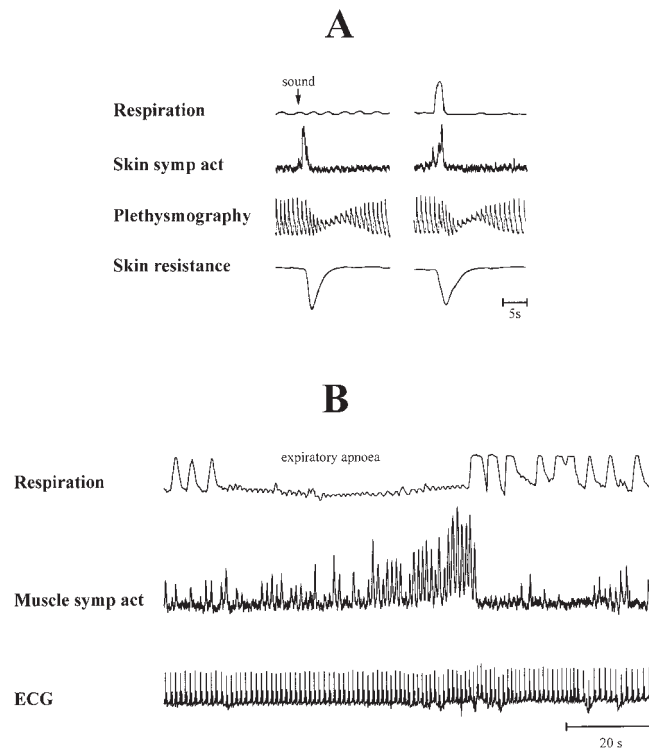 A
sound
Respiration
Skin symp act
Plethysmography
Skin resistance
5s
B
expiratory apnoea
Respiration
Muscle symp act
ECG
20 s